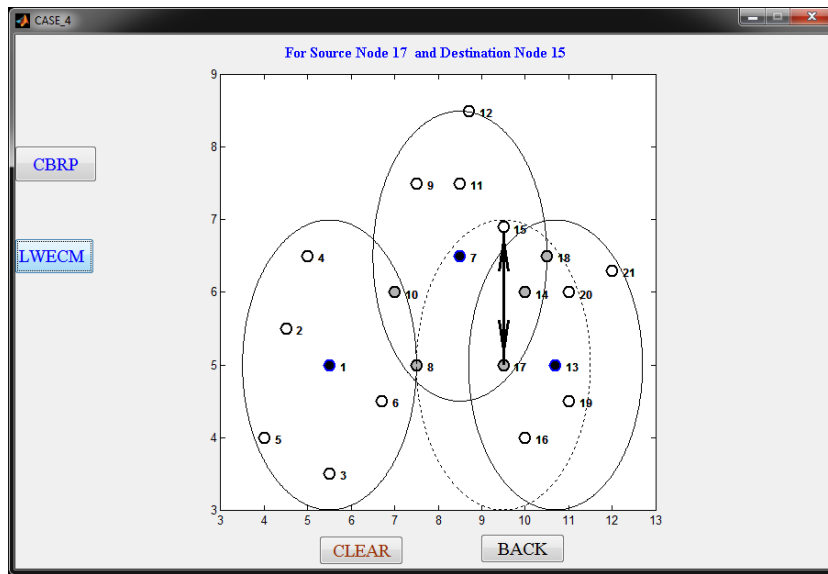 CASE_4
For Source Node 17 and Destination Node 15
CBRP
LWECM
9
8
7
6
5
4
3
3 4 5 6 7 8 9 10 11 12 13
12
9 11
15
4 7 18
21
10 14 20
2
1 8 17 13
6 19
5 16
3
CLEAR BACK